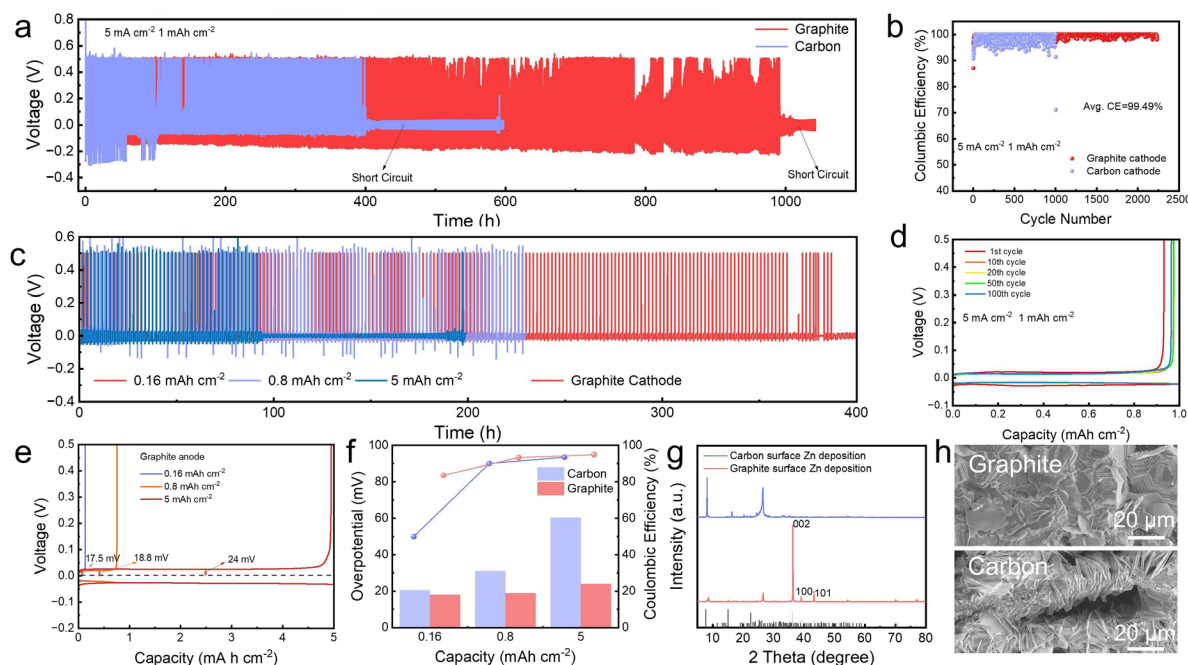 a
5 mA cm⁻² 1 mAh cm⁻²
Graphite
Carbon
0.8
0.6
0.4
0.2
0.0
−0.2
−0.4
Voltage (V)
Short Circuit
Short Circuit
0 200 400 600 800 1000
Time (h)
b
100
90
80
70
60
50
40
Columbic Efficiency (%)
Avg. CE=99.49%
5 mA cm⁻² 1 mAh cm⁻²
Graphite cathode
Carbon cathode
0 500 1000 1500 2000 2500
Cycle Number
c
0.6
0.4
0.2
0.0
−0.2
−0.4
Voltage (V)
0.16 mAh cm⁻² 0.8 mAh cm⁻² 5 mAh cm⁻² Graphite Cathode
0 100 200 300 400
Time (h)
d
0.5
0.4
0.3
0.2
0.1
0.0
−0.1
Voltage (V)
1st cycle
10th cycle
20th cycle
50th cycle
100th cycle
5 mA cm⁻² 1 mAh cm⁻²
0.0 0.2 0.4 0.6 0.8 1.0
Capacity (mAh cm⁻²)
e
0.5
0.4
0.3
0.2
0.1
0.0
−0.1
−0.2
Voltage (V)
Graphite anode
0.16 mAh cm⁻²
0.8 mAh cm⁻²
5 mAh cm⁻²
17.5 mV 18.8 mV 24 mV
0 1 2 3 4 5
Capacity (mA h cm⁻²)
f
100
80
60
40
20
0
Overpotential (mV)
Carbon
Graphite
100
90
80
70
60
50
40
30
20
10
0
Coulombic Efficiency (%)
0.16 0.8 5
Capacity (mAh cm⁻²)
g
Carbon surface Zn deposition
Graphite surface Zn deposition
Intensity (a.u.)
002
100 101
10 20 30 40 50 60 70 80
2 Theta (degree)
h
Graphite
20 µm
Carbon
20 µm